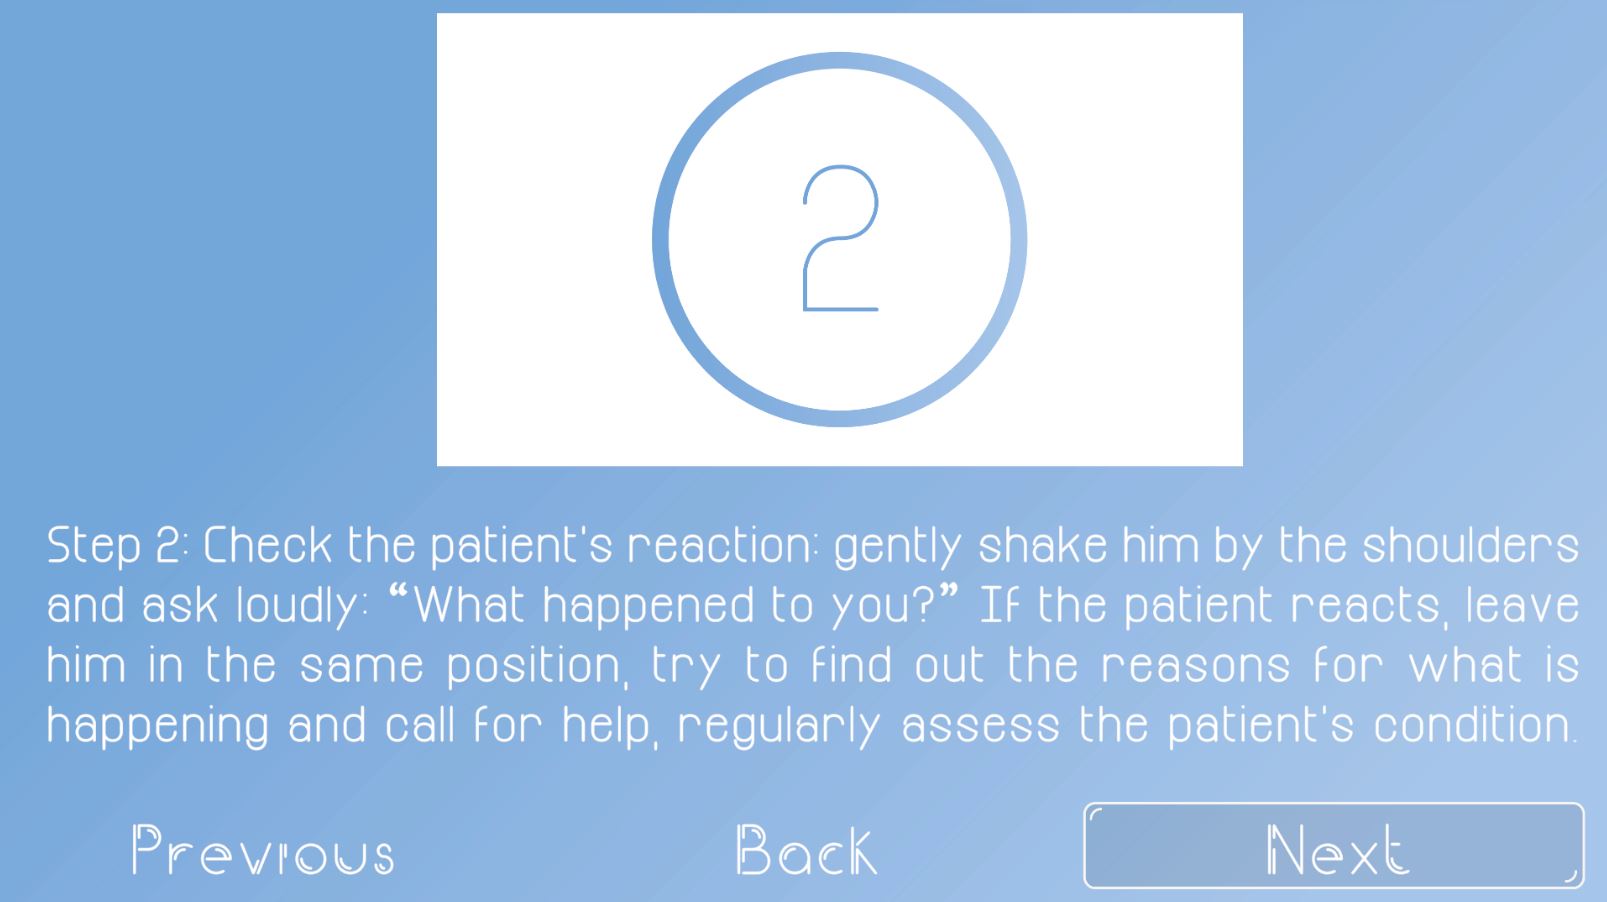 2
Step 2: Check the patient's reaction: gently shake him by the shoulders
and ask loudly: “What happened to you?” If the patient reacts, leave
him in the same position, try to find out the reasons for what is
happening and call for help, regularly assess the patient's condition.
Previous Back Next